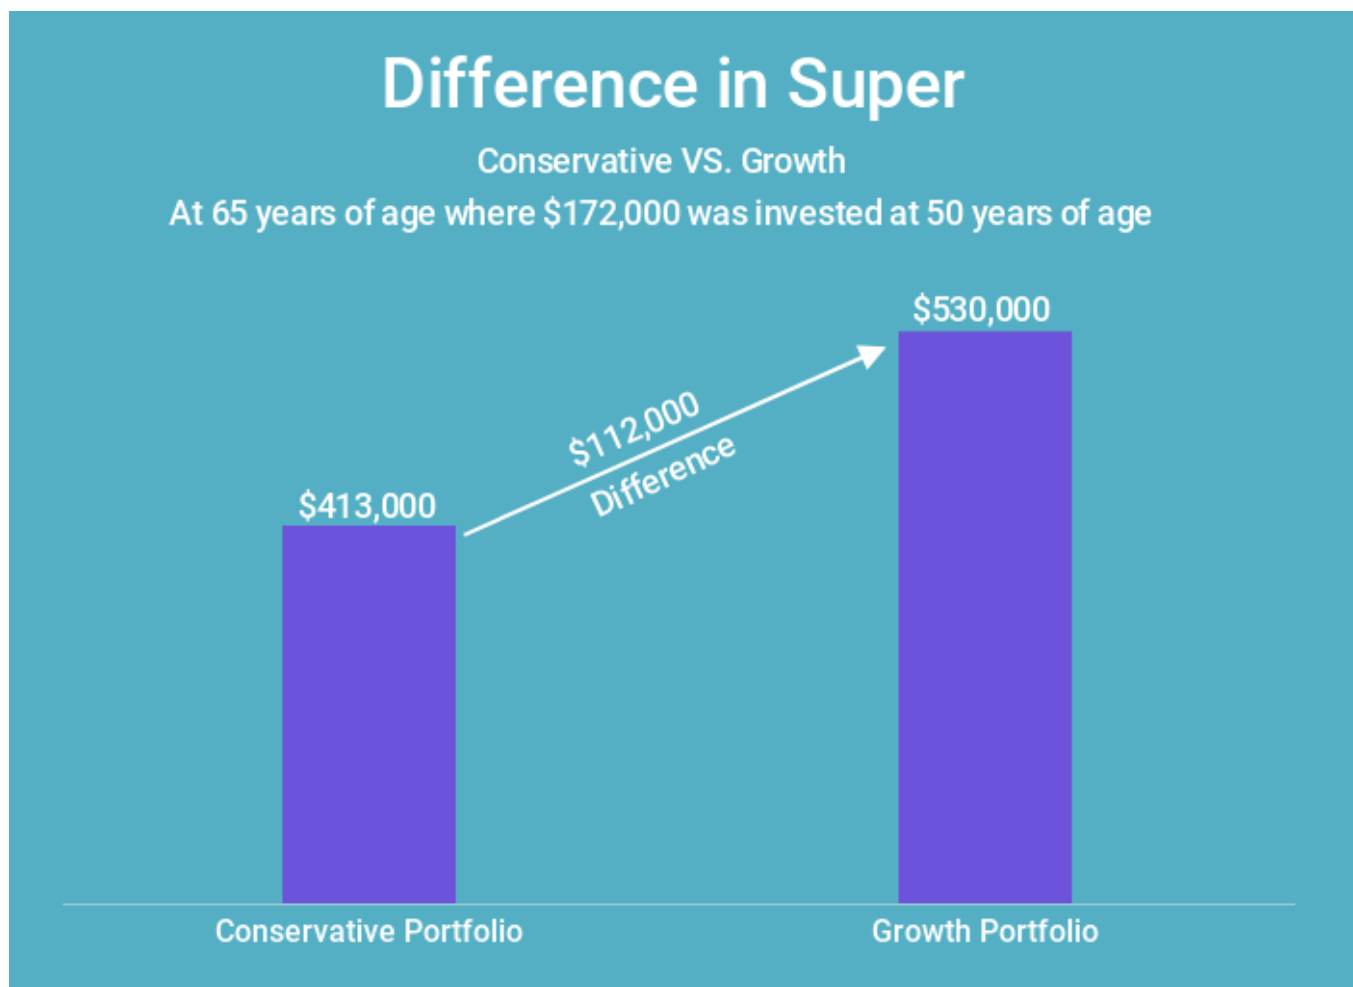 Difference in Super
Conservative VS. Growth
At 65 years of age where $172,000 was invested at 50 years of age
$530,000
$112,000
Difference
$413,000
Conservative Portfolio
Growth Portfolio